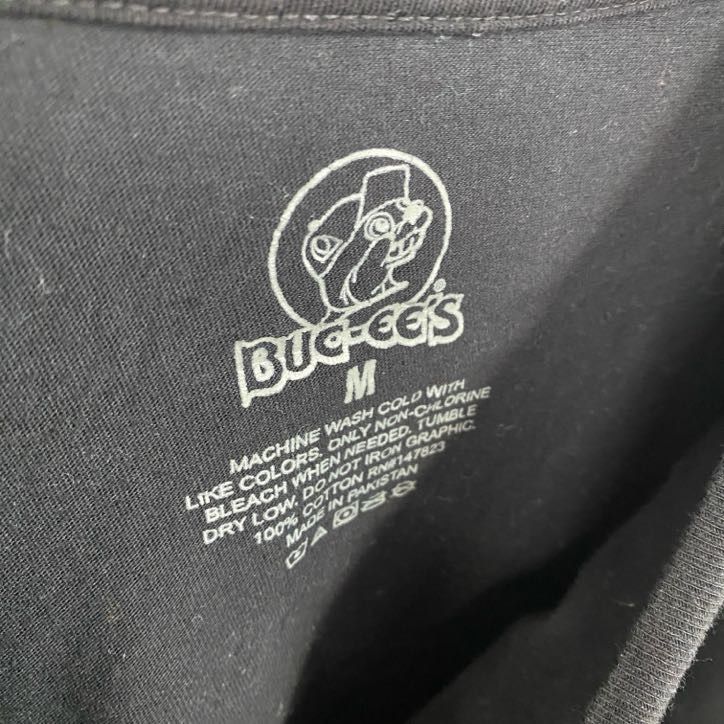 BUC-EE'S
®
M
MACHINE WASH COLD WITH
LIKE COLORS. ONLY NON-CHLORINE
BLEACH WHEN NEEDED. TUMBLE
DRY LOW. DO NOT IRON GRAPHIC.
100% COTTON RN#147823
MADE IN PAKISTAN